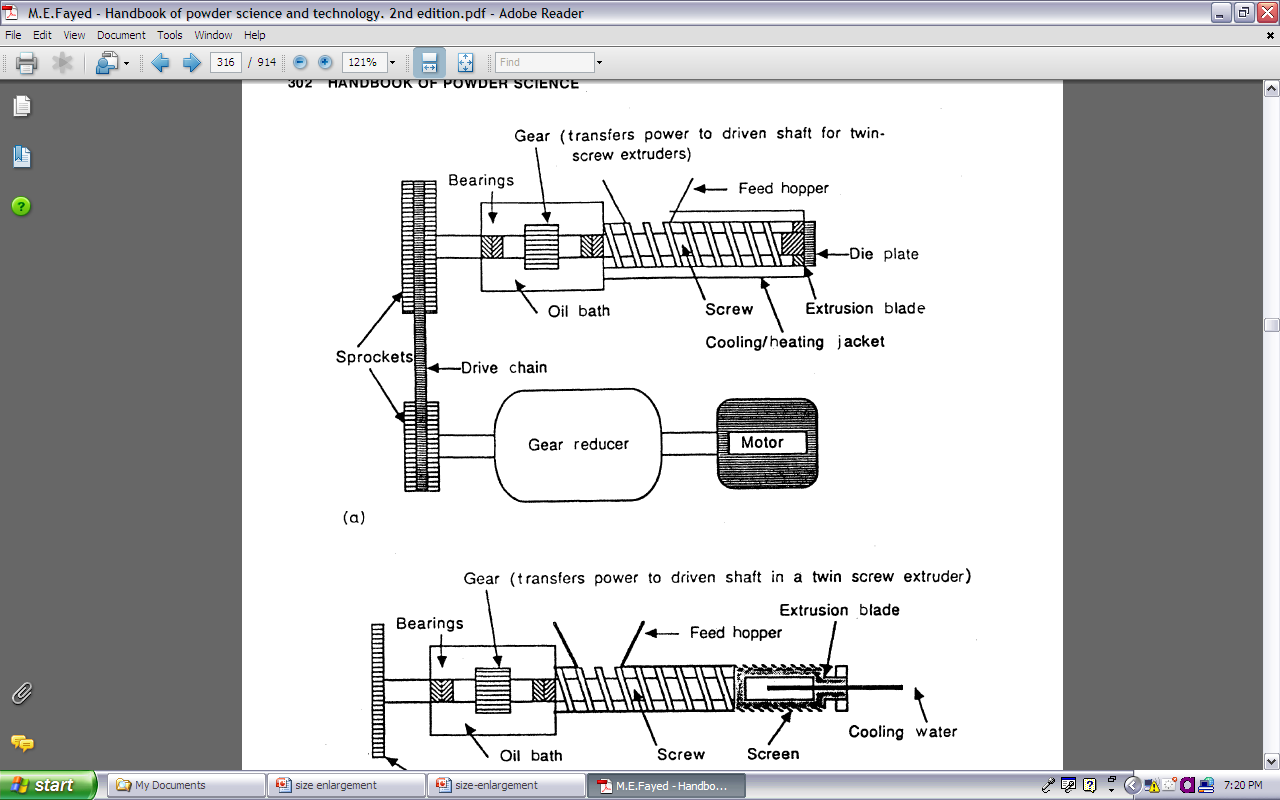 M.E.Fayed - Handbook of powder science and technology. 2nd edition.pdf - Adobe Reader
File Edit View Document Tools Window Help
316 / 914 121% Find
302 HANDBOOK OF POWDER SCIENCE
Gear (transfers power to driven shaft for twin-
screw extruders)
Bearings
Feed hopper
Die plate
Oil bath
Screw
Extrusion blade
Cooling/heating jacket
Sprockets
Drive chain
Gear reducer
Motor
(a)
Gear (transfers power to driven shaft in a twin screw extruder)
Extrusion blade
Bearings
Feed hopper
Cooling water
Oil bath
Screw
Screen
start My Documents size enlargement size-enlargement M.E.Fayed - Handbo... 7:20 PM